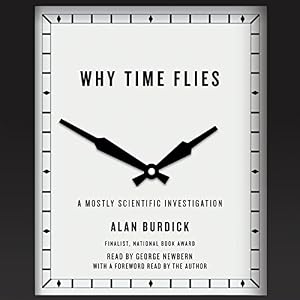 WHY TIME FLIES
A MOSTLY SCIENTIFIC INVESTIGATION
ALAN BURDICK
FINALIST, NATIONAL BOOK AWARD
READ BY GEORGE NEWBERN
WITH A FOREWORD READ BY THE AUTHOR